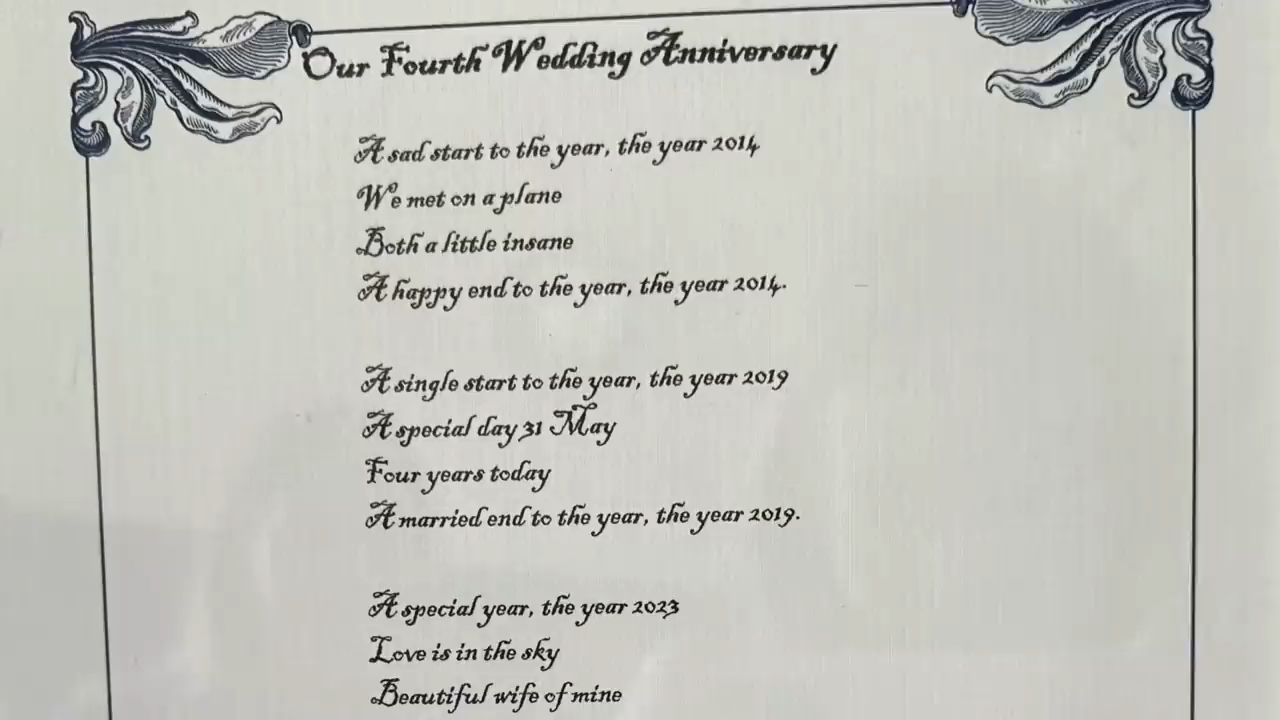 Our Fourth Wedding Anniversary
A sad start to the year, the year 2014
We met on a plane
Both a little insane
A happy end to the year, the year 2014.
A single start to the year, the year 2019
A special day 31 May
Four years today
A married end to the year, the year 2019.
A special year, the year 2023
Love is in the sky
Beautiful wife of mine